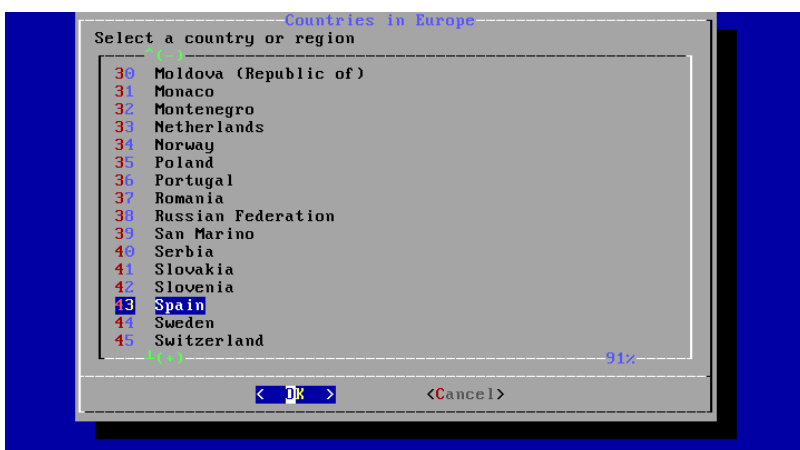 Countries in Europe
Select a country or region
^(-)
30 Moldova (Republic of)
31 Monaco
32 Montenegro
33 Netherlands
34 Norway
35 Poland
36 Portugal
37 Romania
38 Russian Federation
39 San Marino
40 Serbia
41 Slovakia
42 Slovenia
43 Spain
44 Sweden
45 Switzerland
┴(+) 91%
< OK > <Cancel>